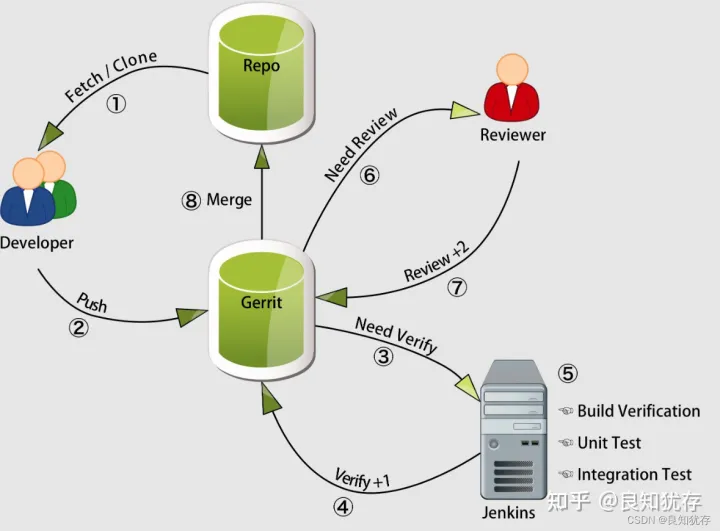 Repo
Fetch / Clone
①
Developer
Need Review
⑥
Reviewer
⑧ Merge
Gerrit
Push
②
Review +2
⑦
Need Verify
③
⑤
Build Verification
Unit Test
Integration Test
Verify +1
④
Jenkins
知乎 @良知犹存
CSDN @良知犹存